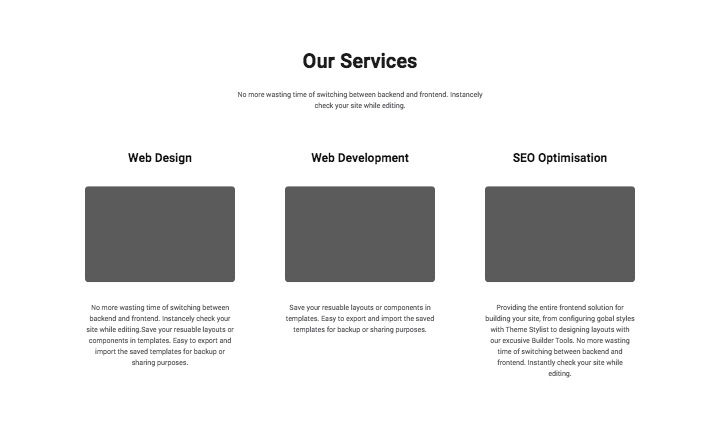 Our Services
No more wasting time of switching between backend and frontend. Instancely
check your site while editing.
Web Design
Web Development
SEO Optimisation
No more wasting time of switching between
backend and frontend. Instancely check your
site while editing.Save your resuable layouts or
components in templates. Easy to export and
import the saved templates for backup or
sharing purposes.
Save your resuable layouts or components in
templates. Easy to export and import the saved
templates for backup or sharing purposes.
Providing the entire frontend solution for
building your site, from configuring gobal styles
with Theme Stylist to designing layouts with
our excusive Builder Tools. No more wasting
time of switching between backend and
frontend. Instantly check your site while
editing.